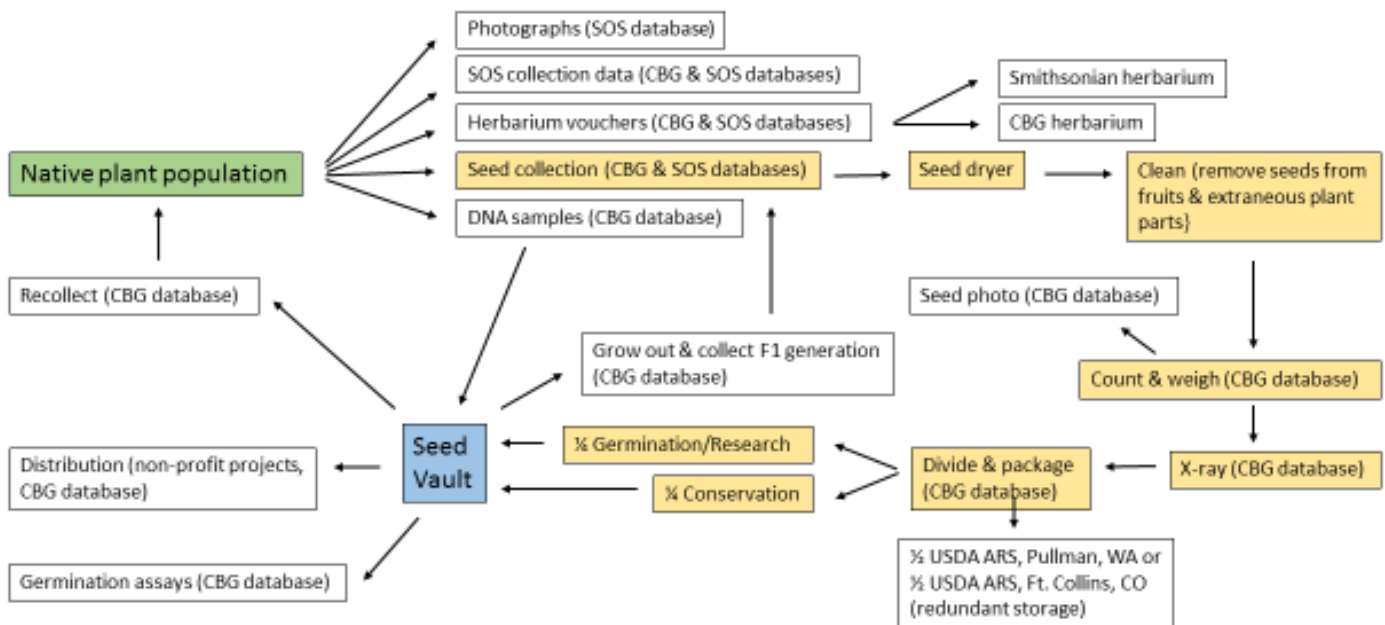 Photographs (SOS database)
SOS collection data (CBG & SOS databases)
Smithsonian herbarium
Herbarium vouchers (CBG & SOS databases)
CBG herbarium
Native plant population
Seed collection (CBG & SOS databases)
Seed dryer
Clean (remove seeds from
fruits & extraneous plant
parts}
DNA samples (CBG database)
Recollect (CBG database)
Seed photo (CBG database)
Grow out & collect F1 generation
(CBG database)
Count & weigh (CBG database)
Seed
Vault
¼ Germination/Research
¼ Conservation
Distribution (non-profit projects,
CBG database)
Divide & package
(CBG database)
X-ray (CBG database)
Germination assays (CBG database)
½ USDA ARS, Pullman, WA or
½ USDA ARS, Ft. Collins, CO
(redundant storage)